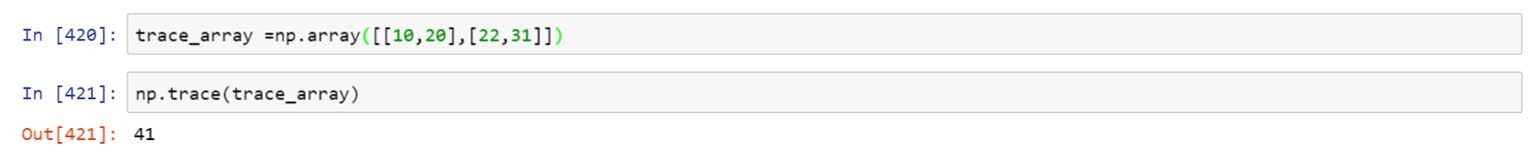 In [420]: trace_array =np.array([[10,20],[22,31]])
In [421]: np.trace(trace_array)
Out[421]: 41